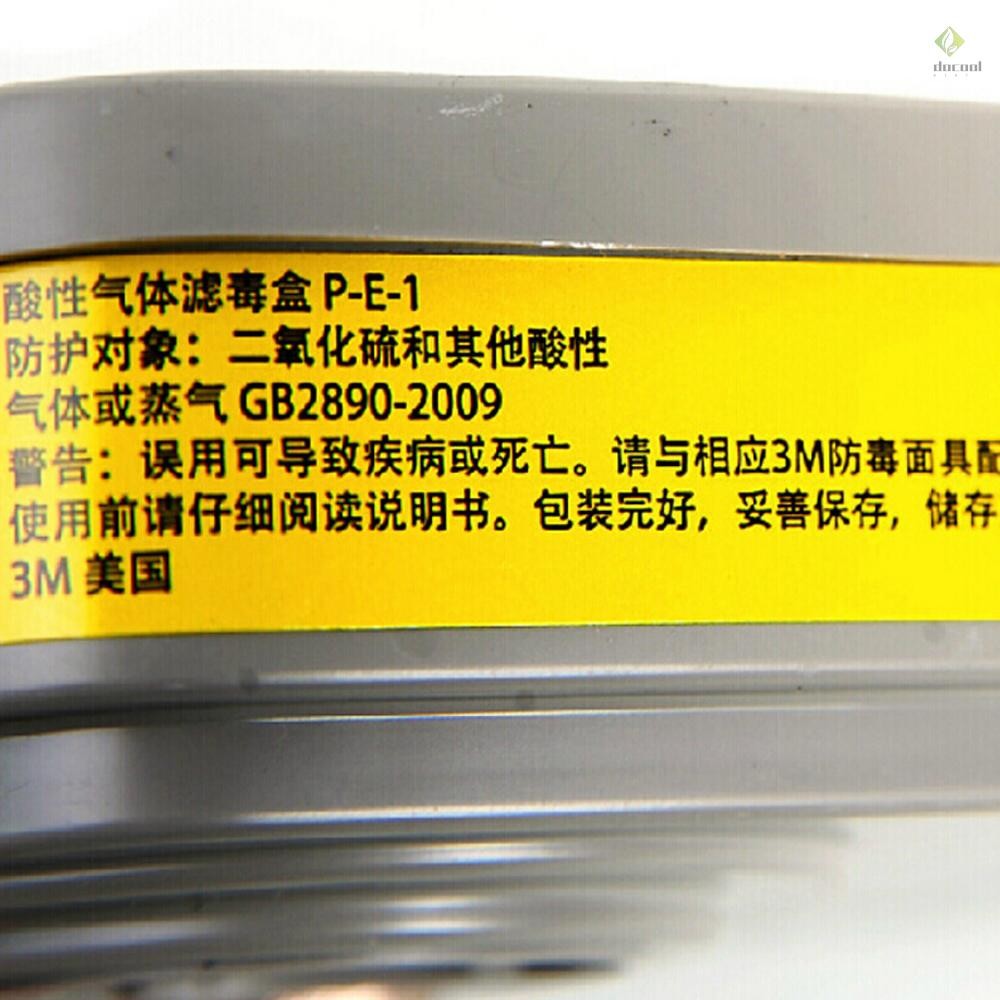 docool
酸性气体滤毒盒 P-E-1
防护对象：二氧化硫和其他酸性
气体或蒸气 GB2890-2009
警告：误用可导致疾病或死亡。请与相应3M防毒面具配
使用前请仔细阅读说明书。包装完好，妥善保存，储存
3M 美国